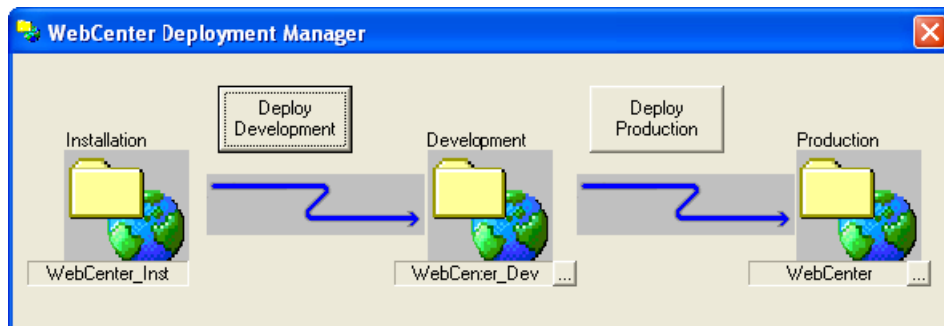 WebCenter Deployment Manager
Deploy
Development
Deploy
Production
Installation
Development
Production
WebCenter_Inst
WebCenter_Dev
...
WebCenter
...